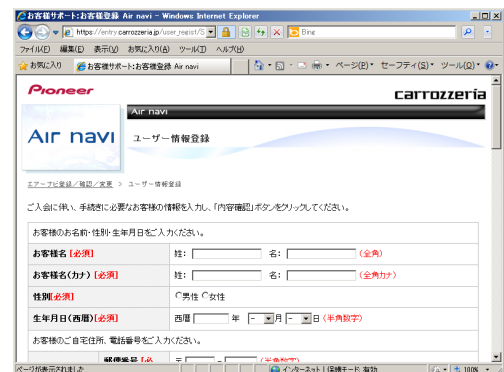 お客様サポート:お客様登録 Air navi - Windows Internet Explorer
https://entry.carrozzeria.jp/user_regist/S
Bing
ファイル(F) 編集(E) 表示(V) お気に入り(A) ツール(T) ヘルプ(H)
お気に入り お客様サポート:お客様登録 Air navi ページ(P) セーフティ(S) ツール(O)
Pioneer carrozzeria
Air navi
AIr navI ユーザー情報登録
エアーナビ登録/確認/変更 > ユーザー情報登録
ご入会に伴い、手続きに必要なお客様の情報を入力し、「内容確認」ボタンをクリックしてください。
お客様のお名前・性別・生年月日をご入力ください。
お客様名 [必須] 姓: 名: (全角)
お客様名(カナ) [必須] 姓: 名: (全角カナ)
性別[必須] 男性 女性
生年月日(西暦)[必須] 西暦 年 - 月 - 日 (半角数字)
お客様のご自宅住所、電話番号をご入力ください。
郵便番号 [必 〒 - (半角数字)
ページが表示されました インターネット | 保護モード: 有効 100%